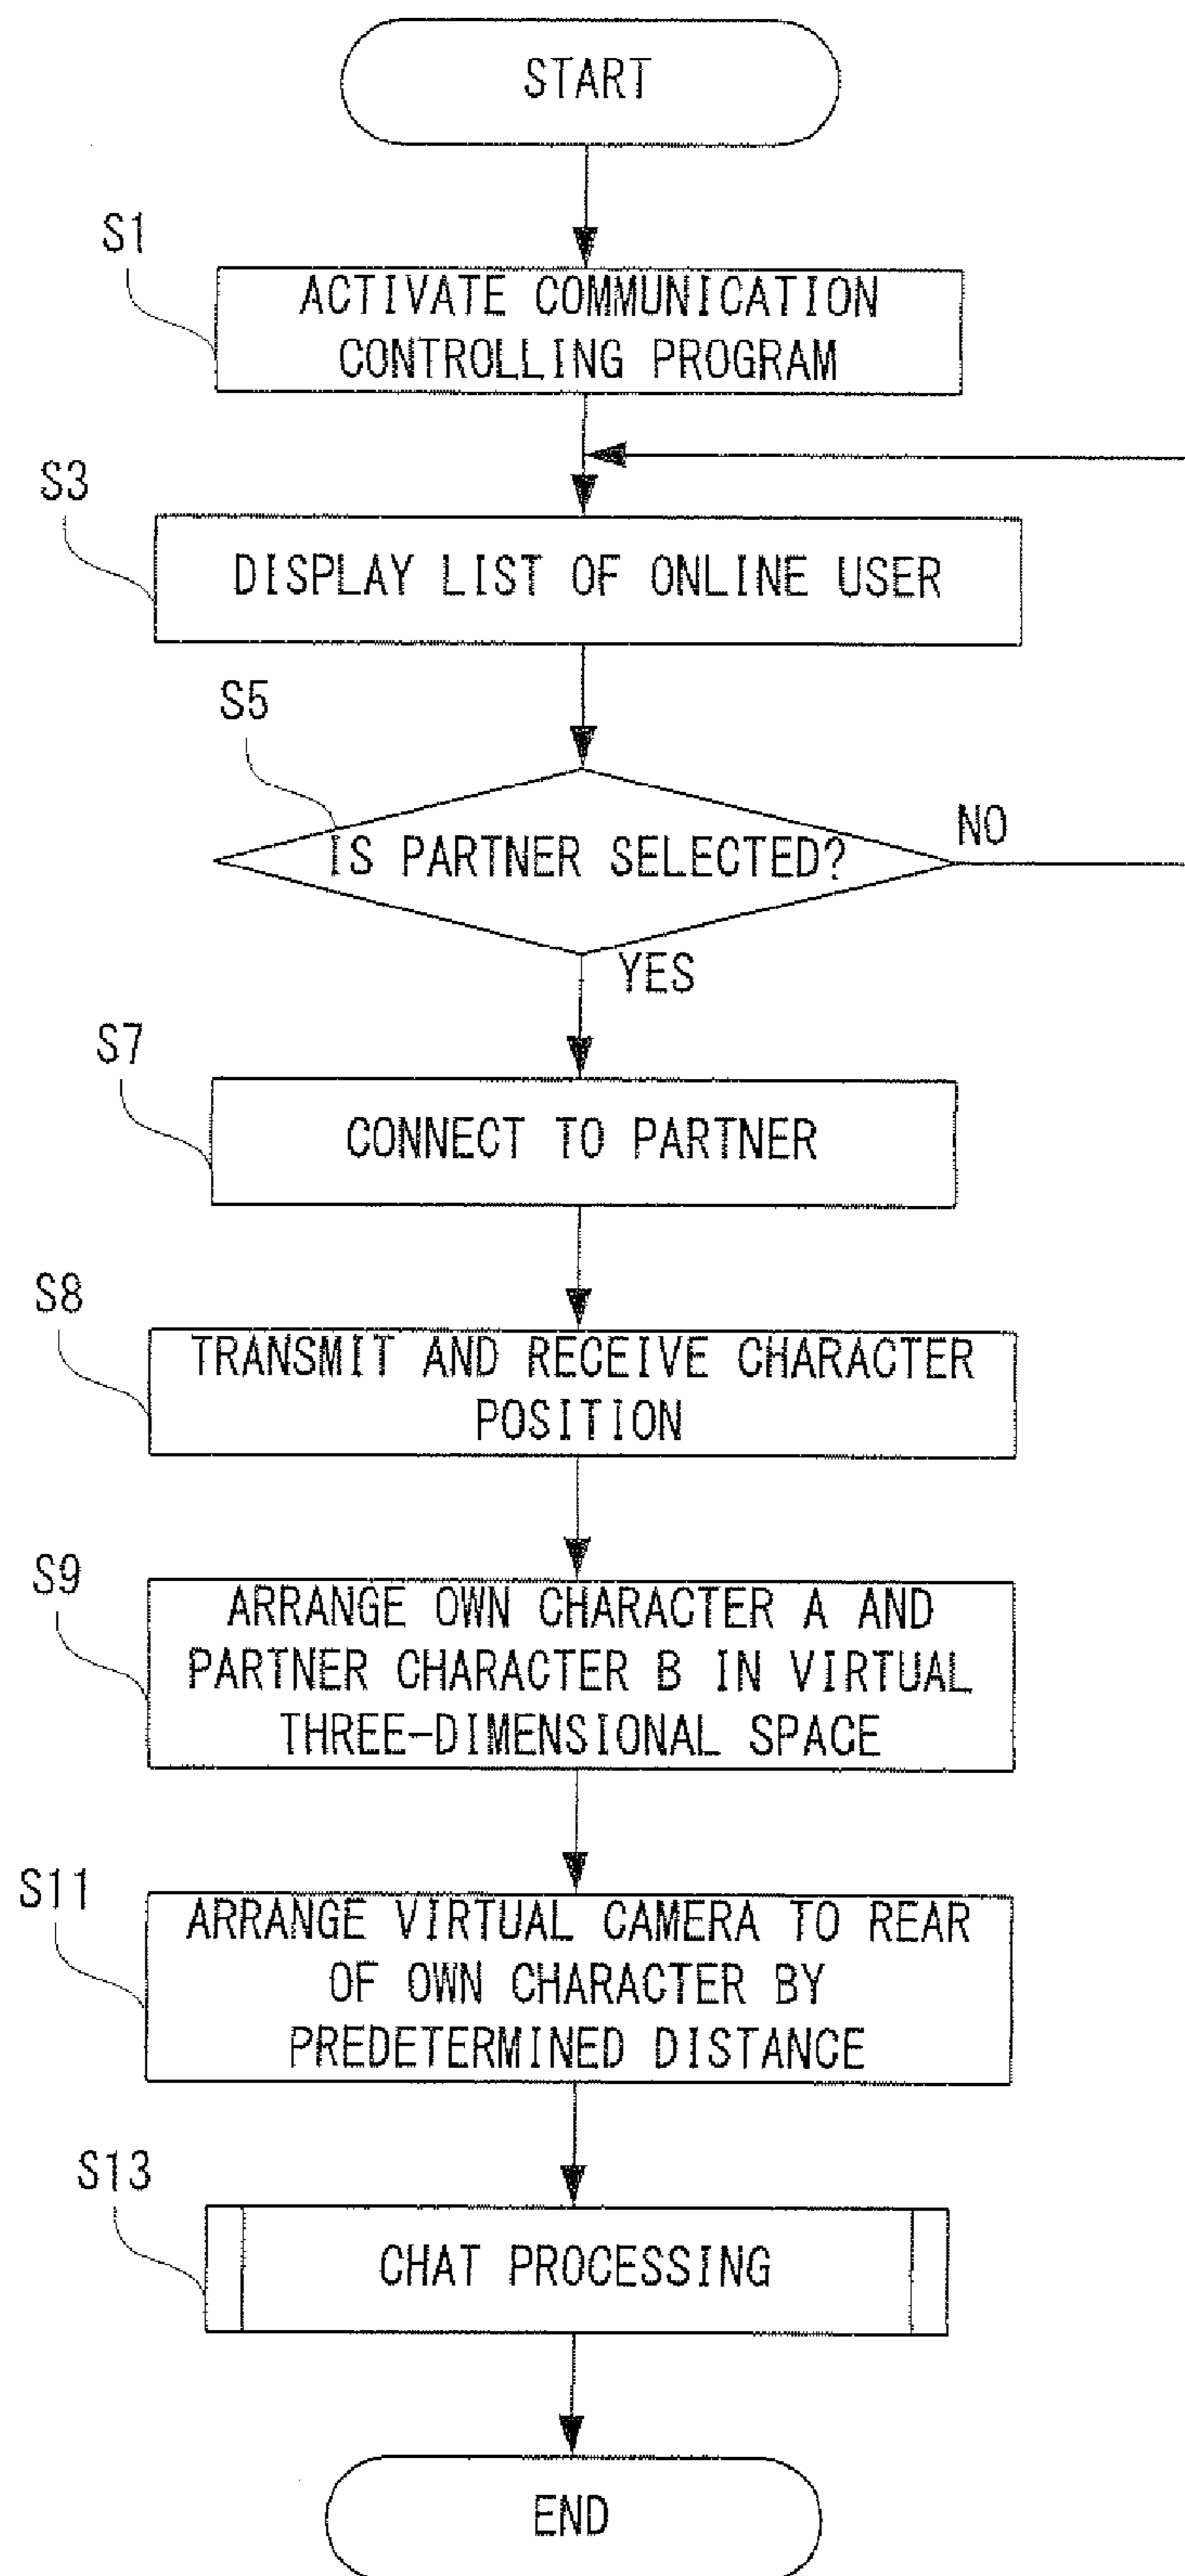 START
S1
ACTIVATE COMMUNICATION
CONTROLLING PROGRAM
S3
DISPLAY LIST OF ONLINE USER
S5
IS PARTNER SELECTED?
NO
YES
S7
CONNECT TO PARTNER
S8
TRANSMIT AND RECEIVE CHARACTER
POSITION
S9
ARRANGE OWN CHARACTER A AND
PARTNER CHARACTER B IN VIRTUAL
THREE-DIMENSIONAL SPACE
S11
ARRANGE VIRTUAL CAMERA TO REAR
OF OWN CHARACTER BY
PREDETERMINED DISTANCE
S13
CHAT PROCESSING
END